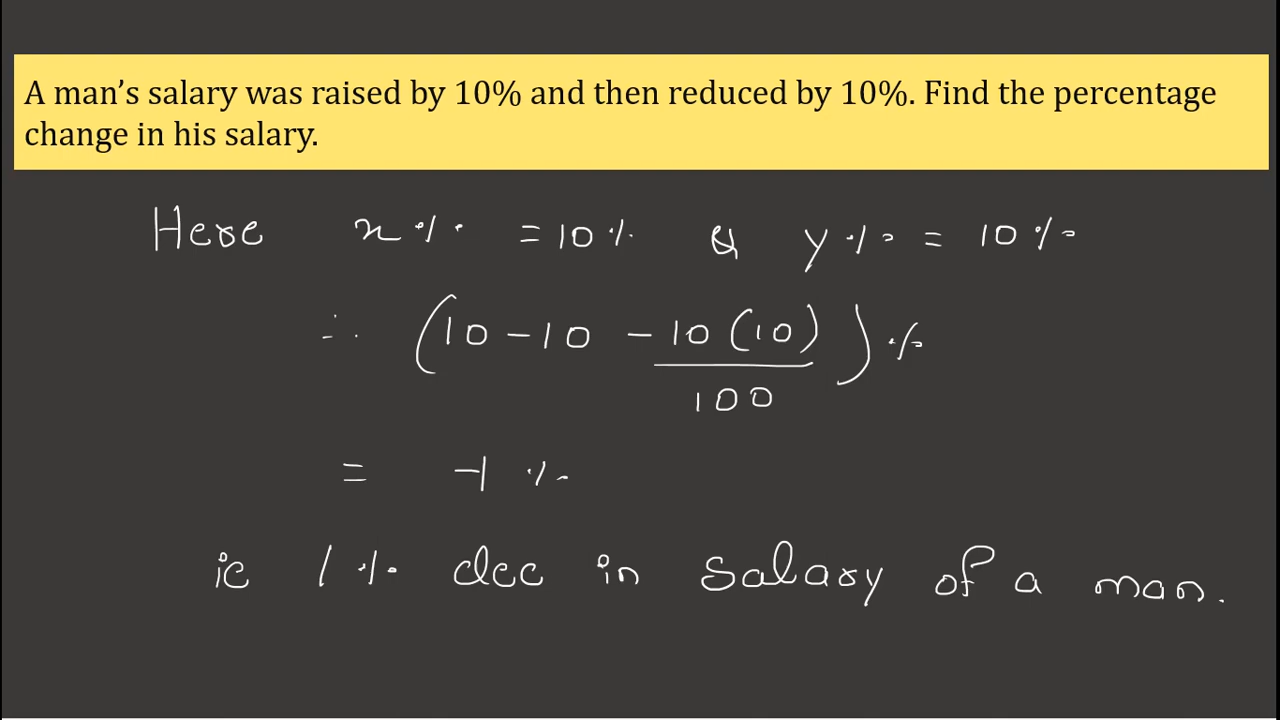 A man’s salary was raised by 10% and then reduced by 10%. Find the percentage
change in his salary.
Here x% = 10% & y% = 10%
∴ (10 - 10 - 10(10)/100)%
= -1%
ie 1% dec in salary of a man.